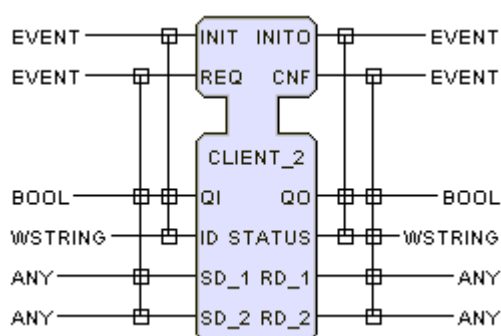 EVENT INIT INITO EVENT
EVENT REQ CNF EVENT
CLIENT_2
BOOL QI QO BOOL
WSTRING ID STATUS WSTRING
ANY SD_1 RD_1 ANY
ANY SD_2 RD_2 ANY